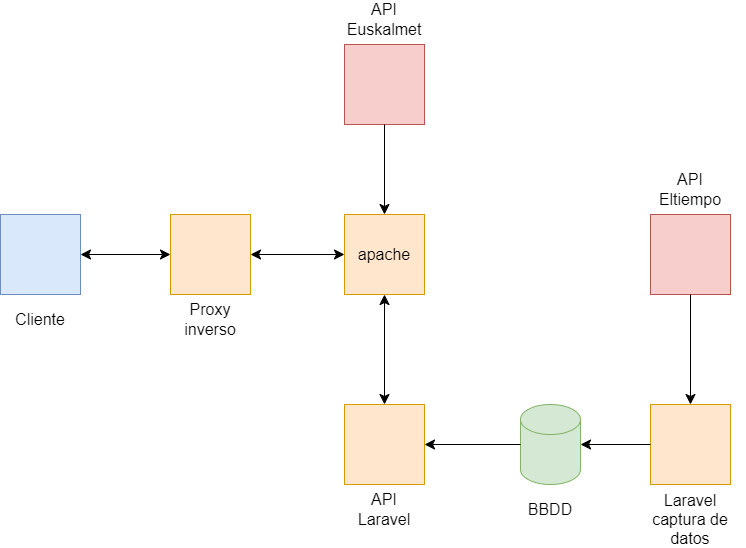 API
Euskalmet
API
Eltiempo
apache
Cliente
Proxy
inverso
API
Laravel
BBDD
Laravel
captura de
datos